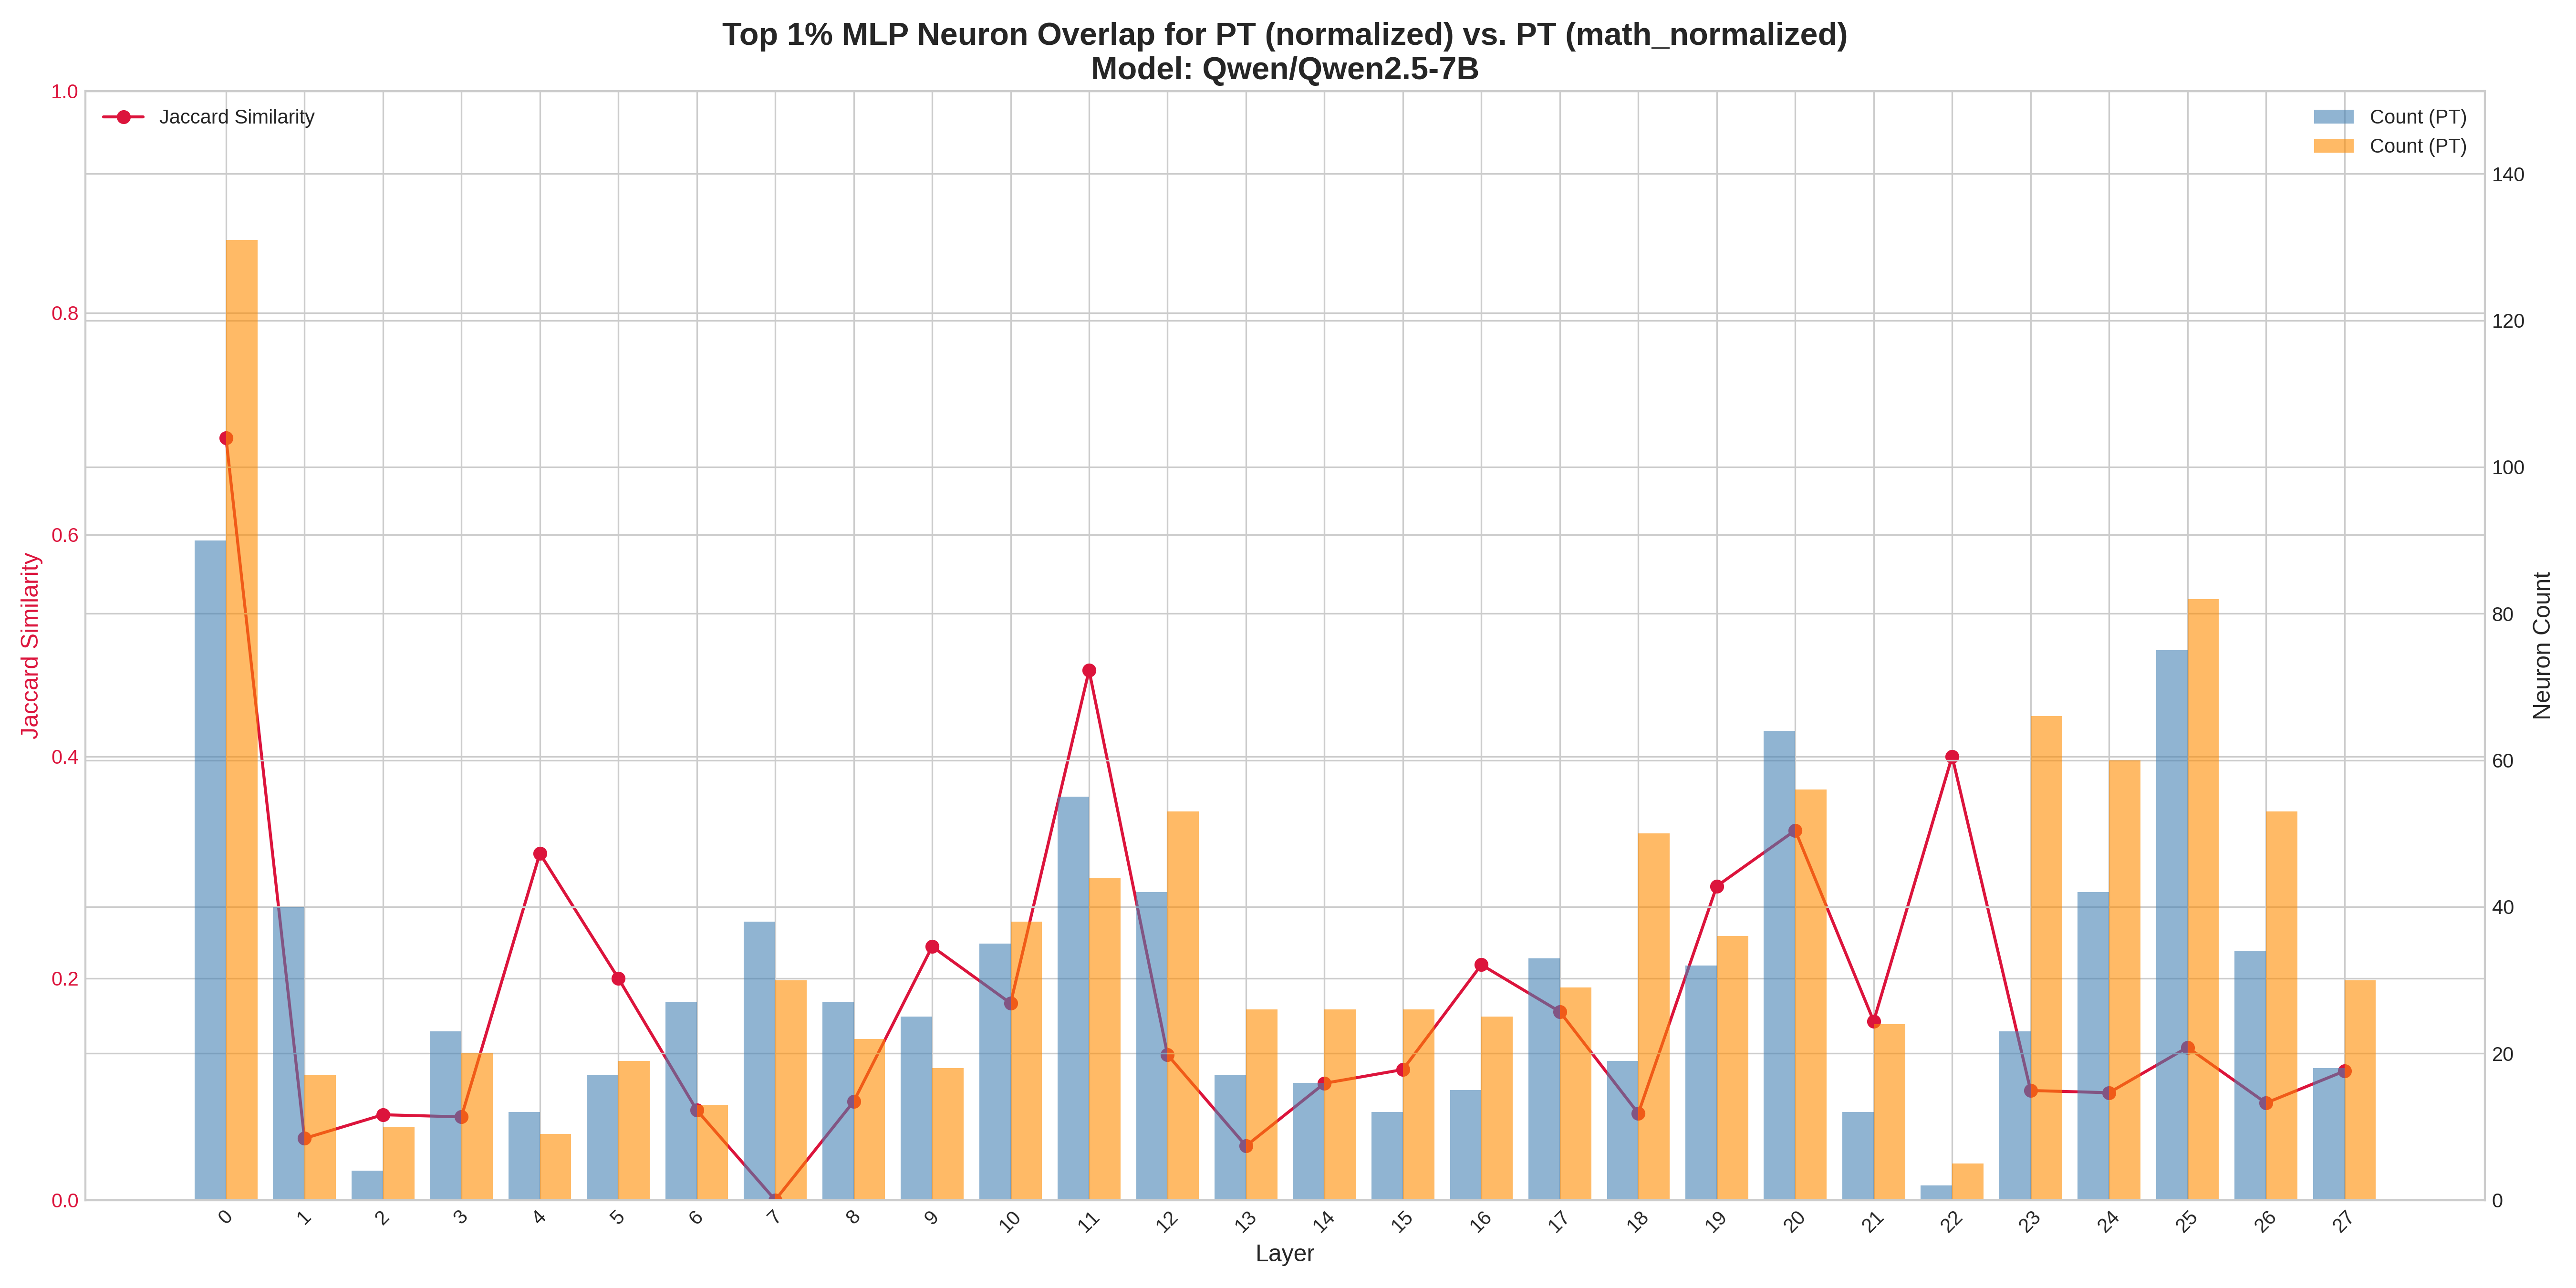 Top 1% MLP Neuron Overlap for PT (normalized) vs. PT (math_normalized)
Model: Qwen/Qwen2.5-7B
Jaccard Similarity
Count (PT)
Count (PT)
1.0
0.8
0.6
0.4
0.2
0.0
Jaccard Similarity
140
120
100
80
60
40
20
0
Neuron Count
0 1 2 3 4 5 6 7 8 9 10 11 12 13 14 15 16 17 18 19 20 21 22 23 24 25 26 27
Layer